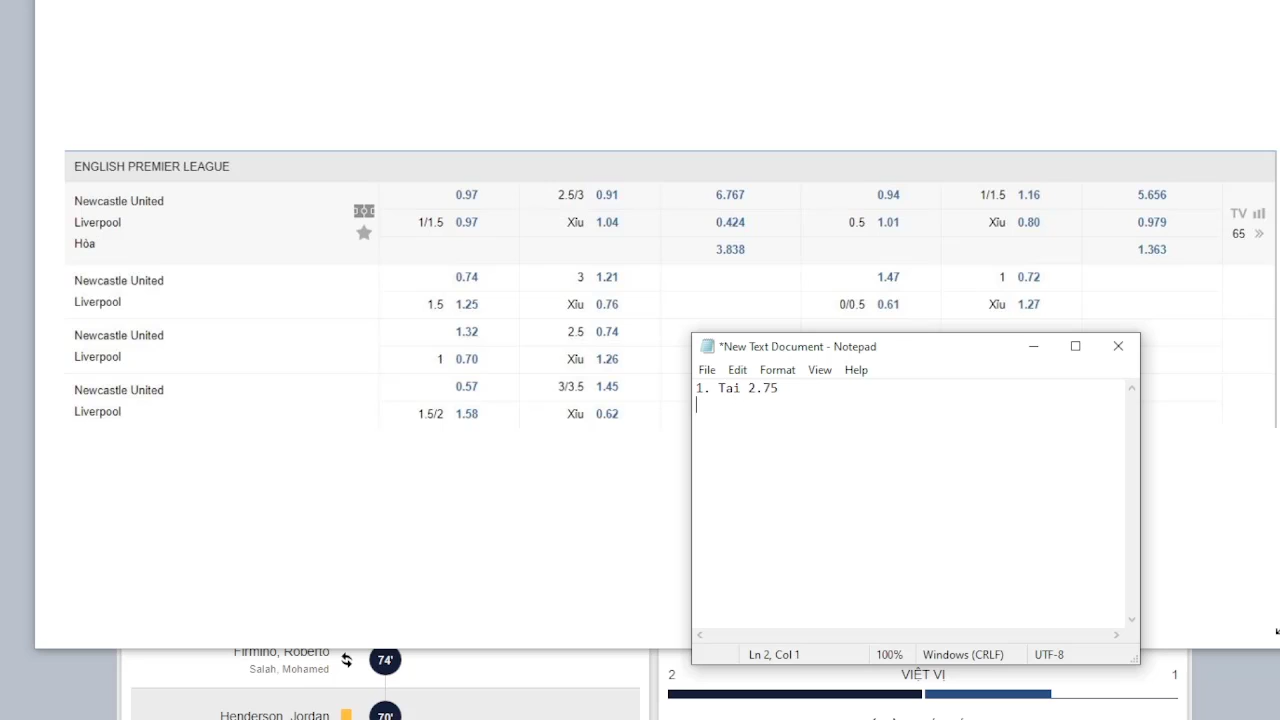 ENGLISH PREMIER LEAGUE
Newcastle United 0.97 2.5/3 0.91 6.767 0.94 1/1.5 1.16 5.656
Liverpool 1/1.5 0.97 Xỉu 1.04 0.424 0.5 1.01 Xỉu 0.80 0.979
Hòa 3.838 1.363
TV
65 »
Newcastle United 0.74 3 1.21 1.47 1 0.72
Liverpool 1.5 1.25 Xỉu 0.76 0/0.5 0.61 Xỉu 1.27
Newcastle United 1.32 2.5 0.74
Liverpool 1 0.70 Xỉu 1.26
Newcastle United 0.57 3/3.5 1.45
Liverpool 1.5/2 1.58 Xỉu 0.62
*New Text Document - Notepad
File Edit Format View Help
1. Tai 2.75
Ln 2, Col 1 100% Windows (CRLF) UTF-8
Firmino, Roberto 74'
Salah, Mohamed
Henderson, Jordan 70'
2 VIỆT VỊ 1